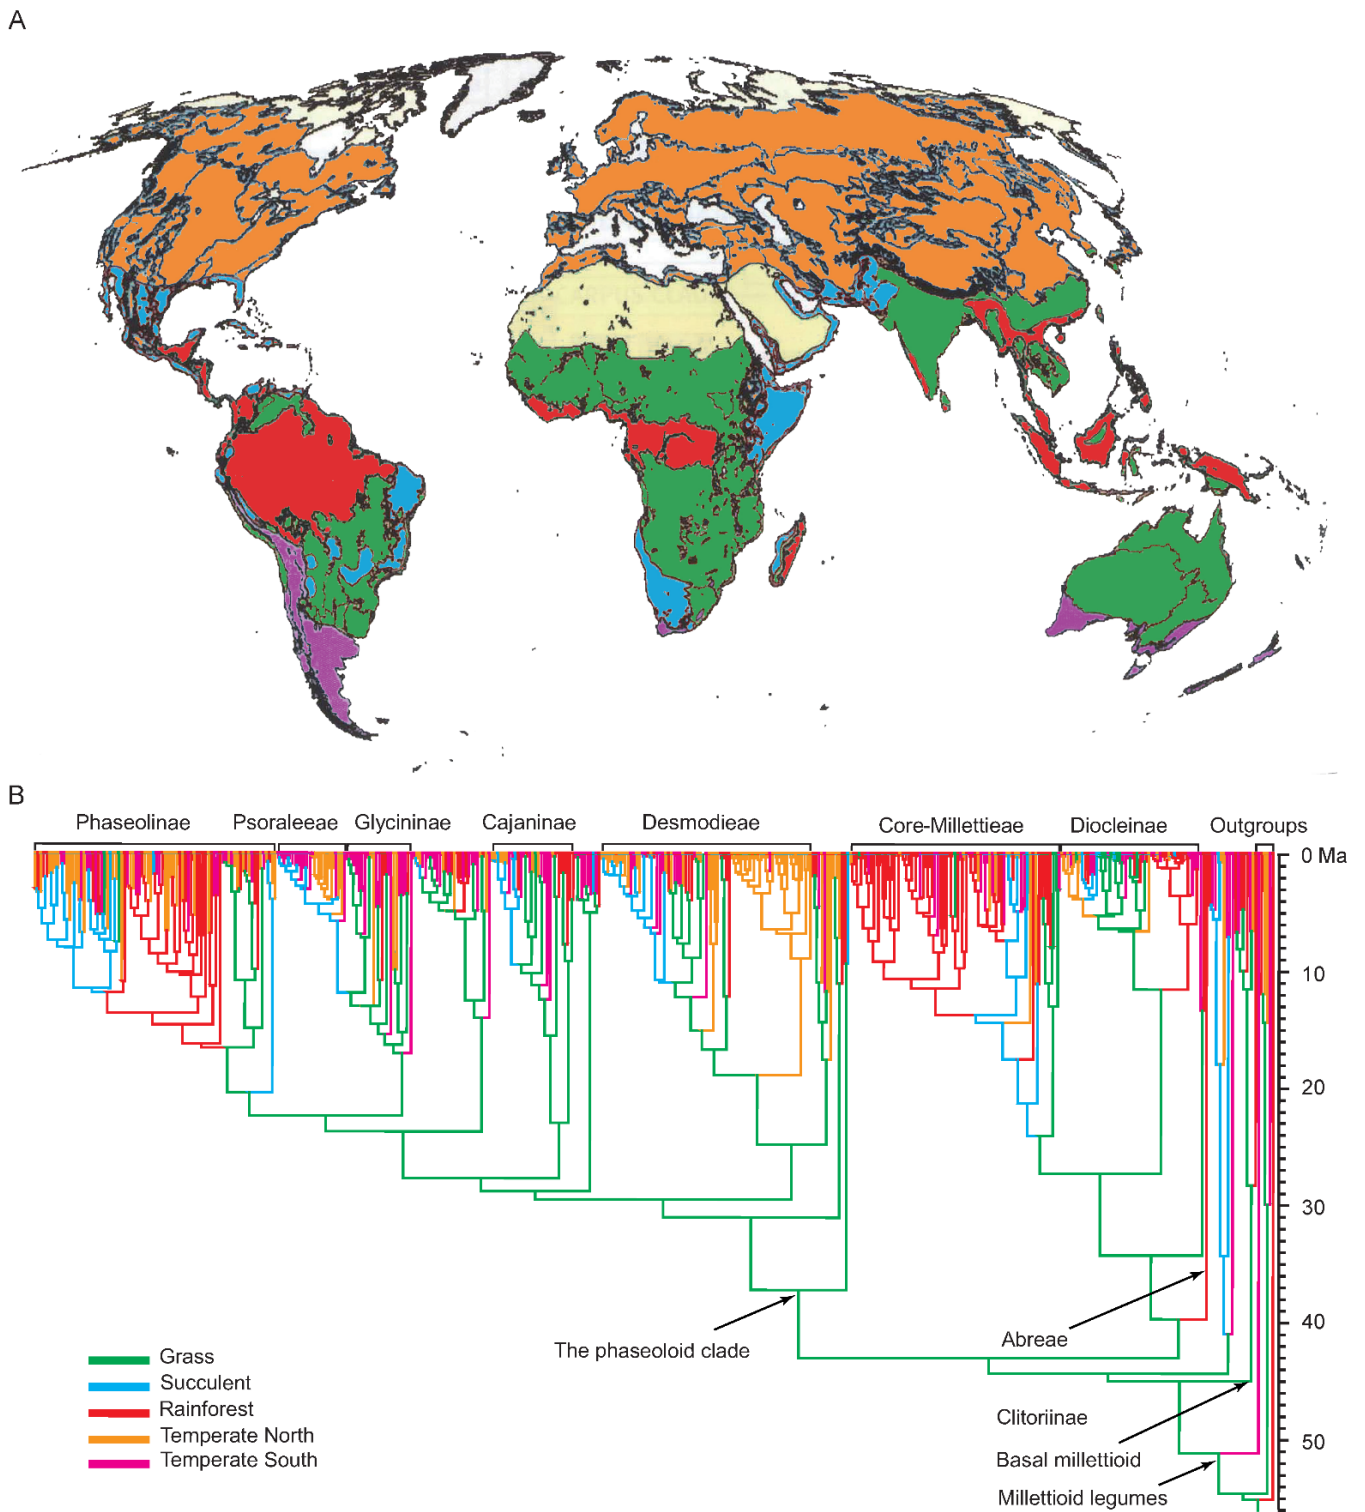 A
B
Phaseolinae Psoraleeae Glycininae Cajaninae Desmodieae Core-Millettieae Diocleinae Outgroups
0 Ma
10
20
30
40
50
The phaseoloid clade
Abreae
Clitoriinae
Basal millettioid
Millettioid legumes
Grass
Succulent
Rainforest
Temperate North
Temperate South